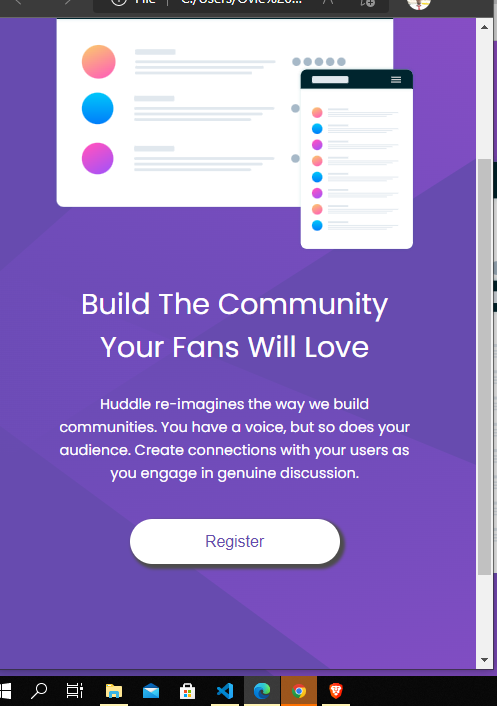 File
C:/Users/Ovie%20...
Build The Community
Your Fans Will Love
Huddle re-imagines the way we build
communities. You have a voice, but so does your
audience. Create connections with your users as
you engage in genuine discussion.
Register